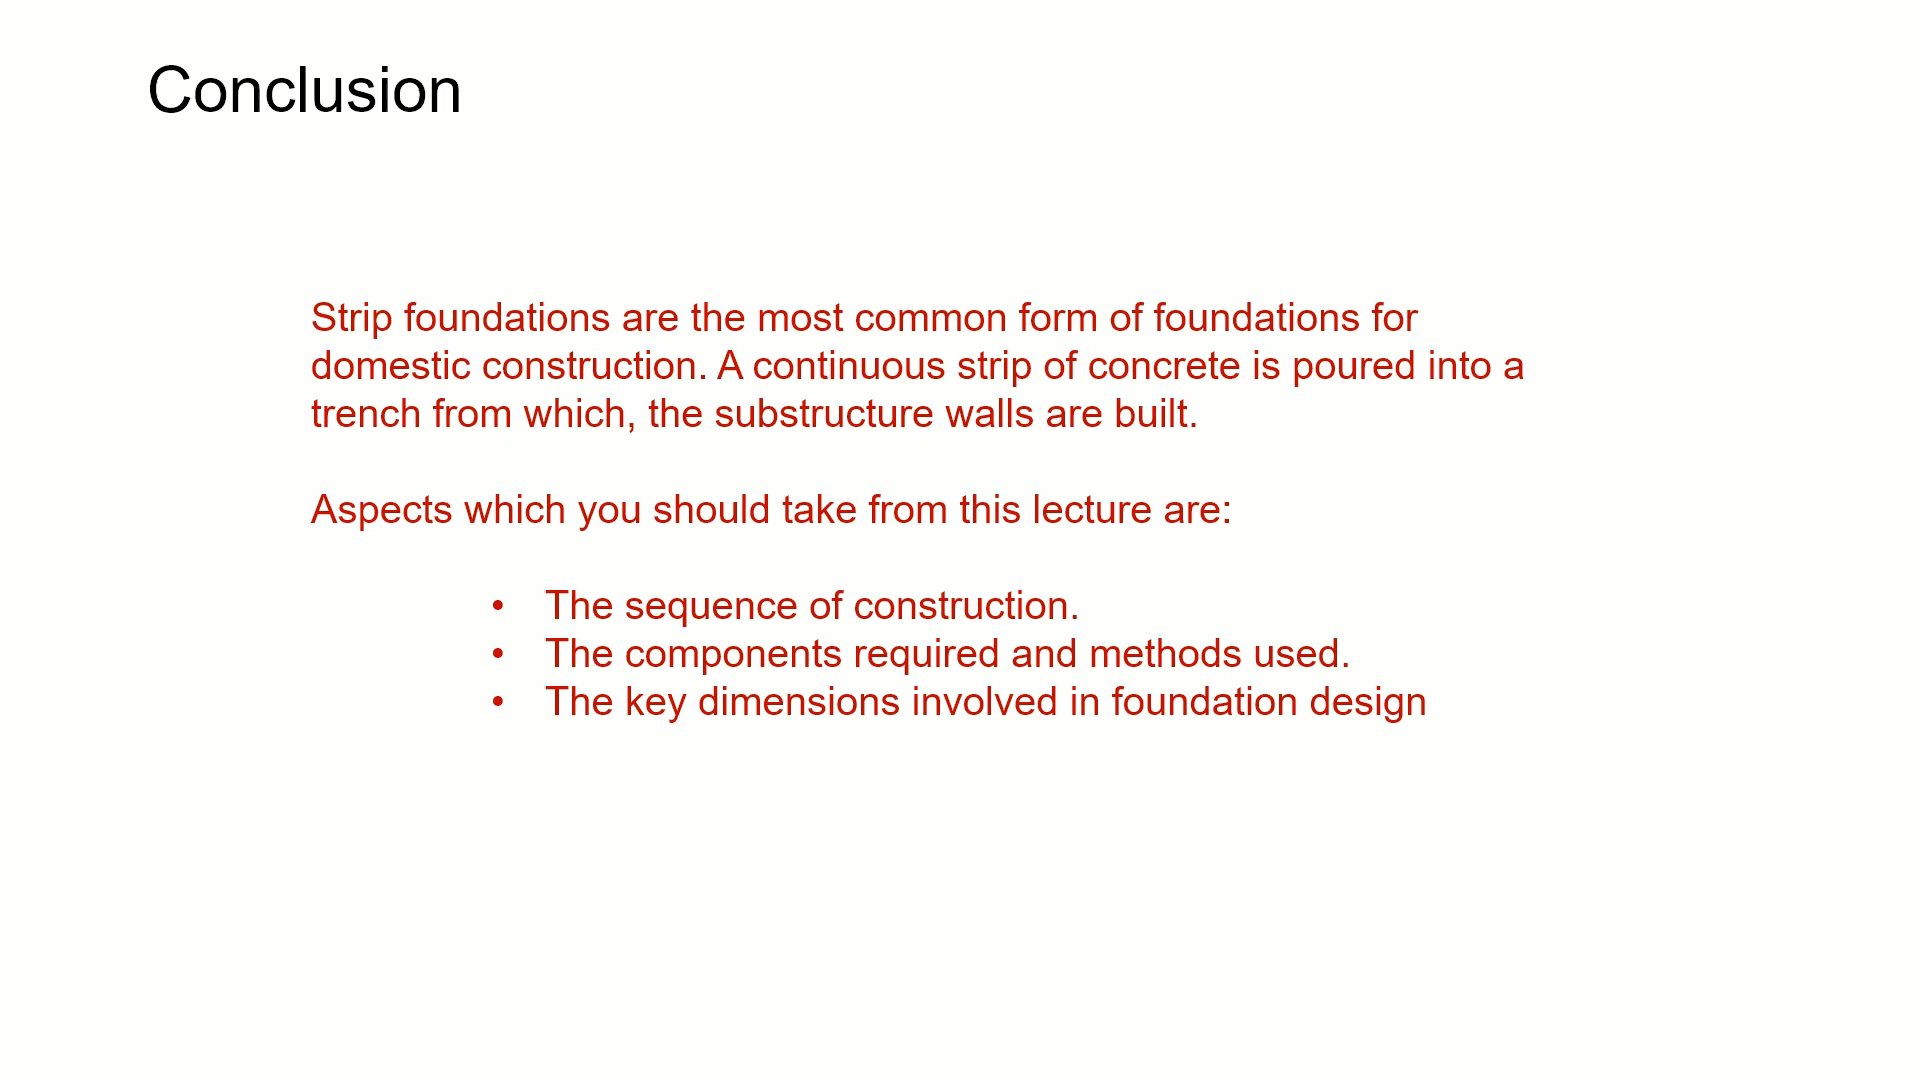 Conclusion
Strip foundations are the most common form of foundations for
domestic construction. A continuous strip of concrete is poured into a
trench from which, the substructure walls are built.
Aspects which you should take from this lecture are:
• The sequence of construction.
• The components required and methods used.
• The key dimensions involved in foundation design